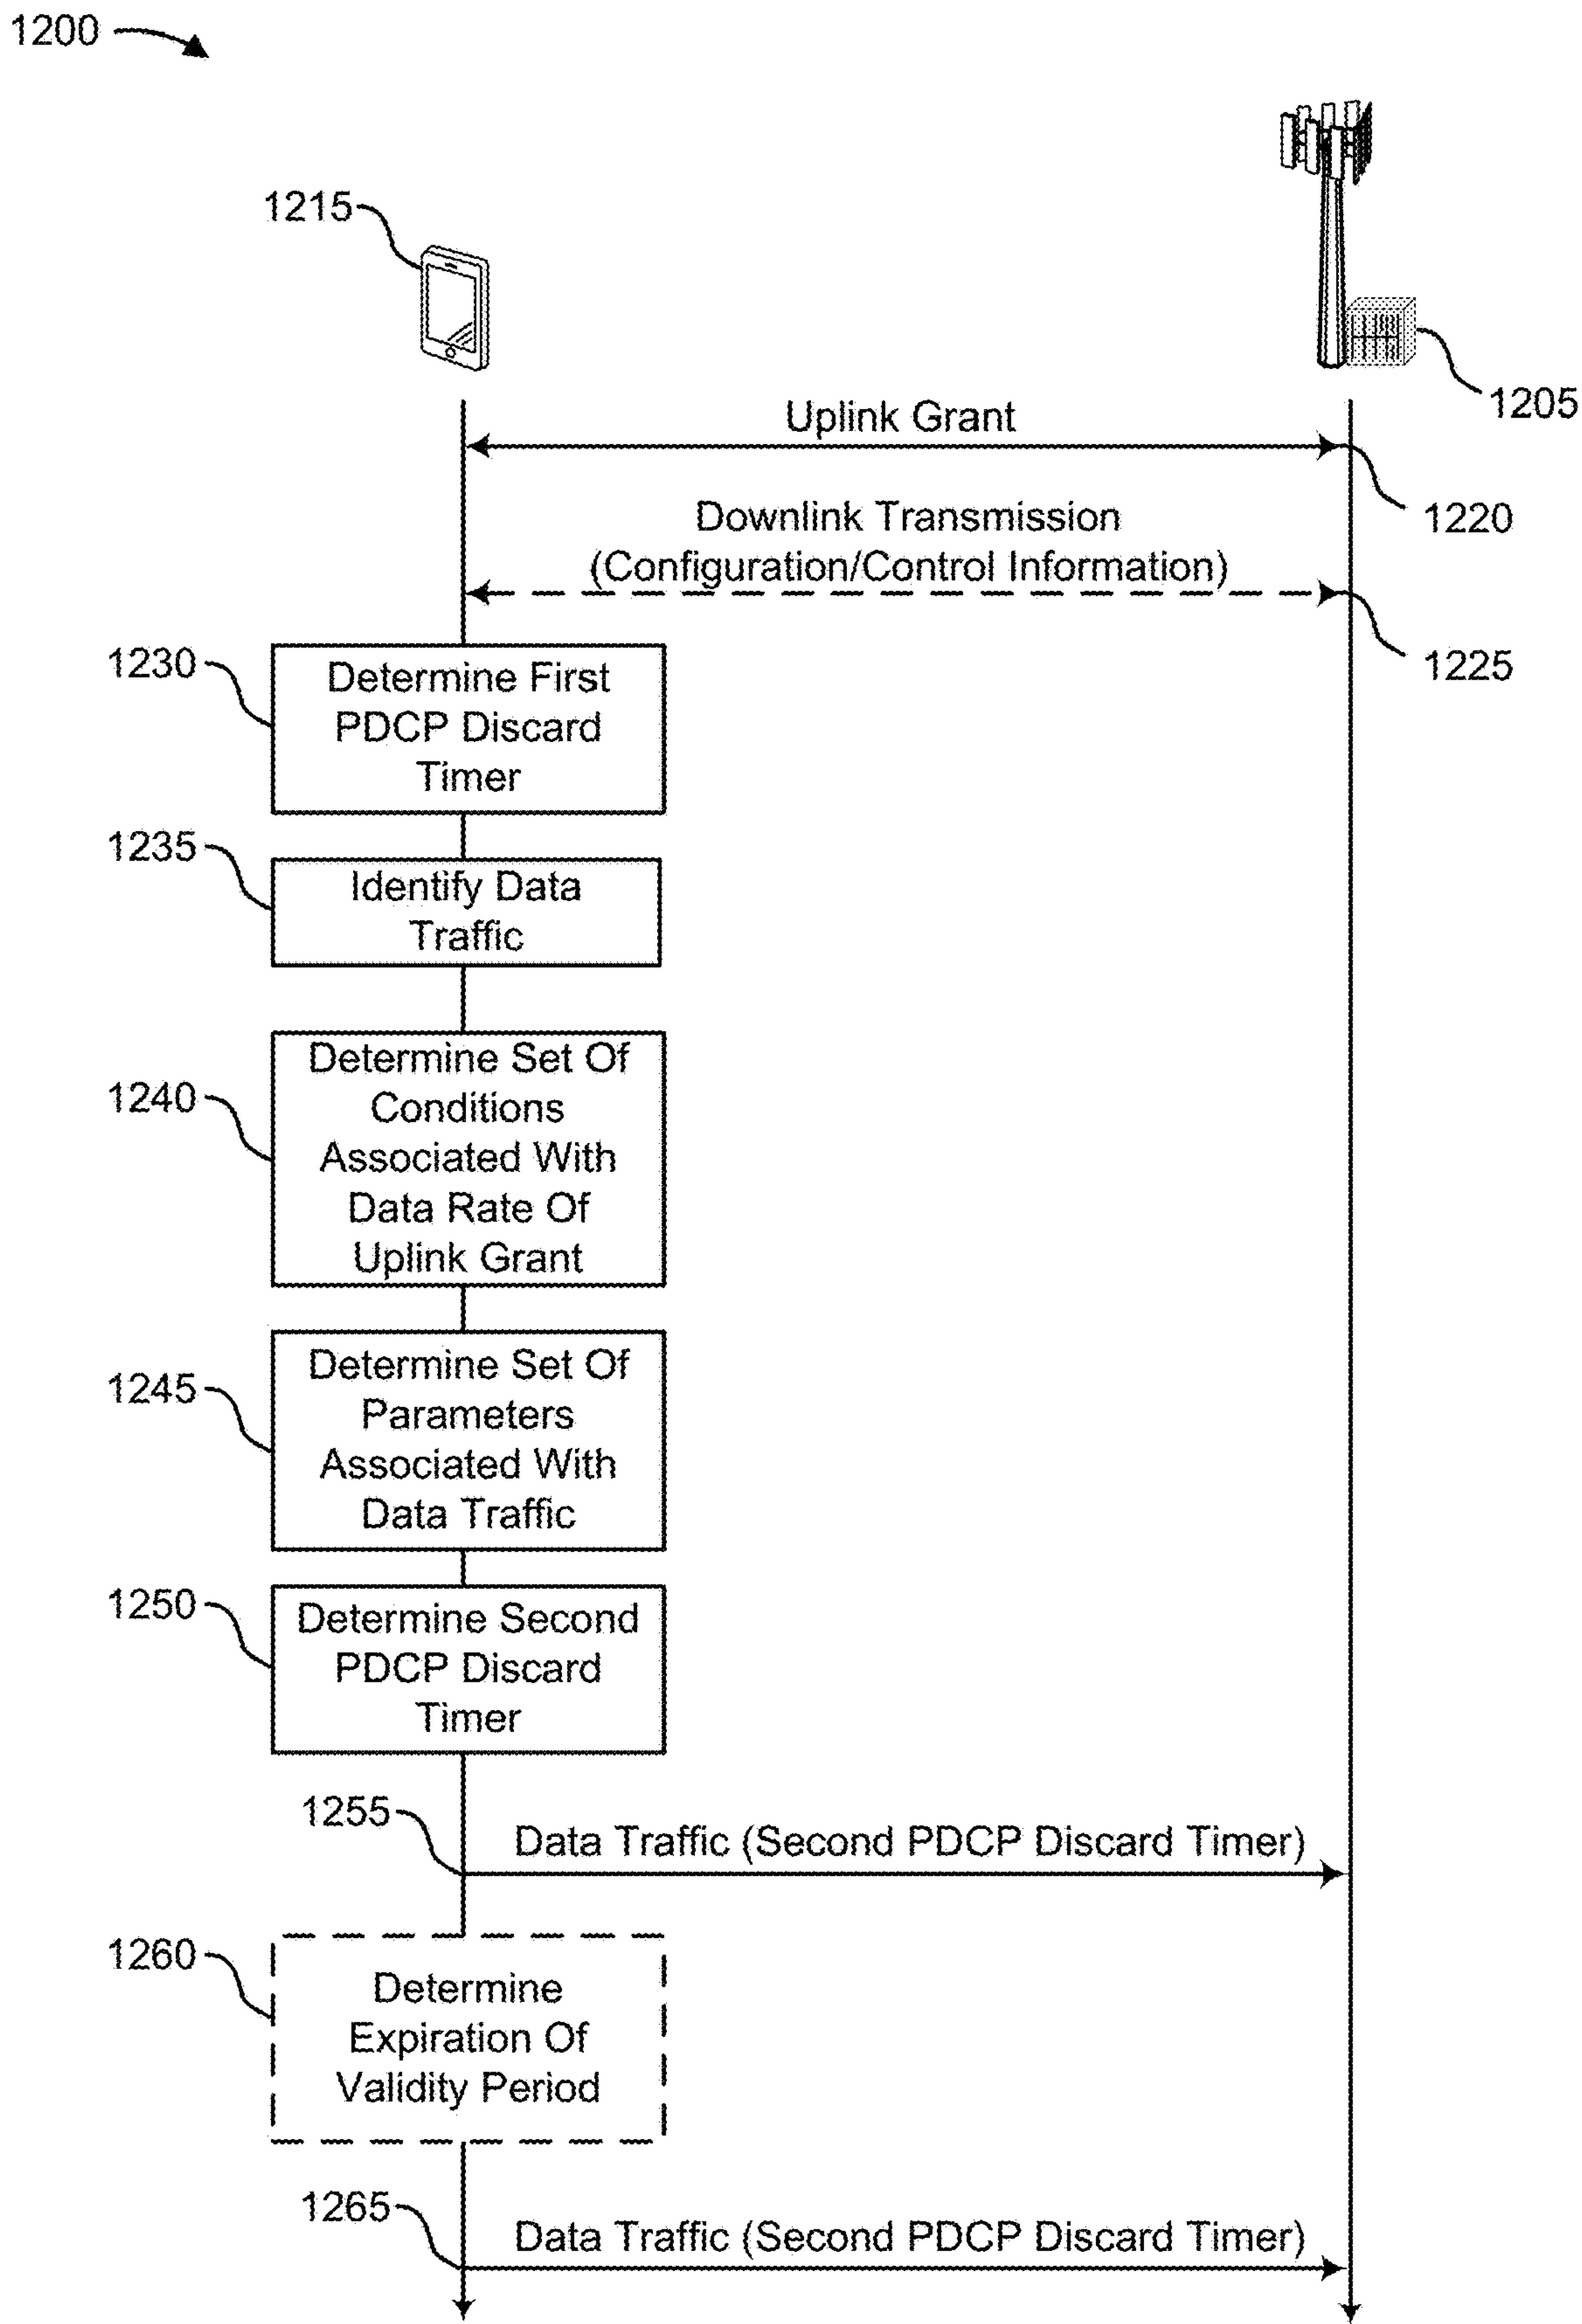 1200
1215
1205
Uplink Grant
1220
Downlink Transmission
(Configuration/Control Information)
1225
1230
Determine First
PDCP Discard
Timer
1235
Identify Data
Traffic
1240
Determine Set Of
Conditions
Associated With
Data Rate Of
Uplink Grant
1245
Determine Set Of
Parameters
Associated With
Data Traffic
1250
Determine Second
PDCP Discard
Timer
1255
Data Traffic (Second PDCP Discard Timer)
1260
Determine
Expiration Of
Validity Period
1265
Data Traffic (Second PDCP Discard Timer)